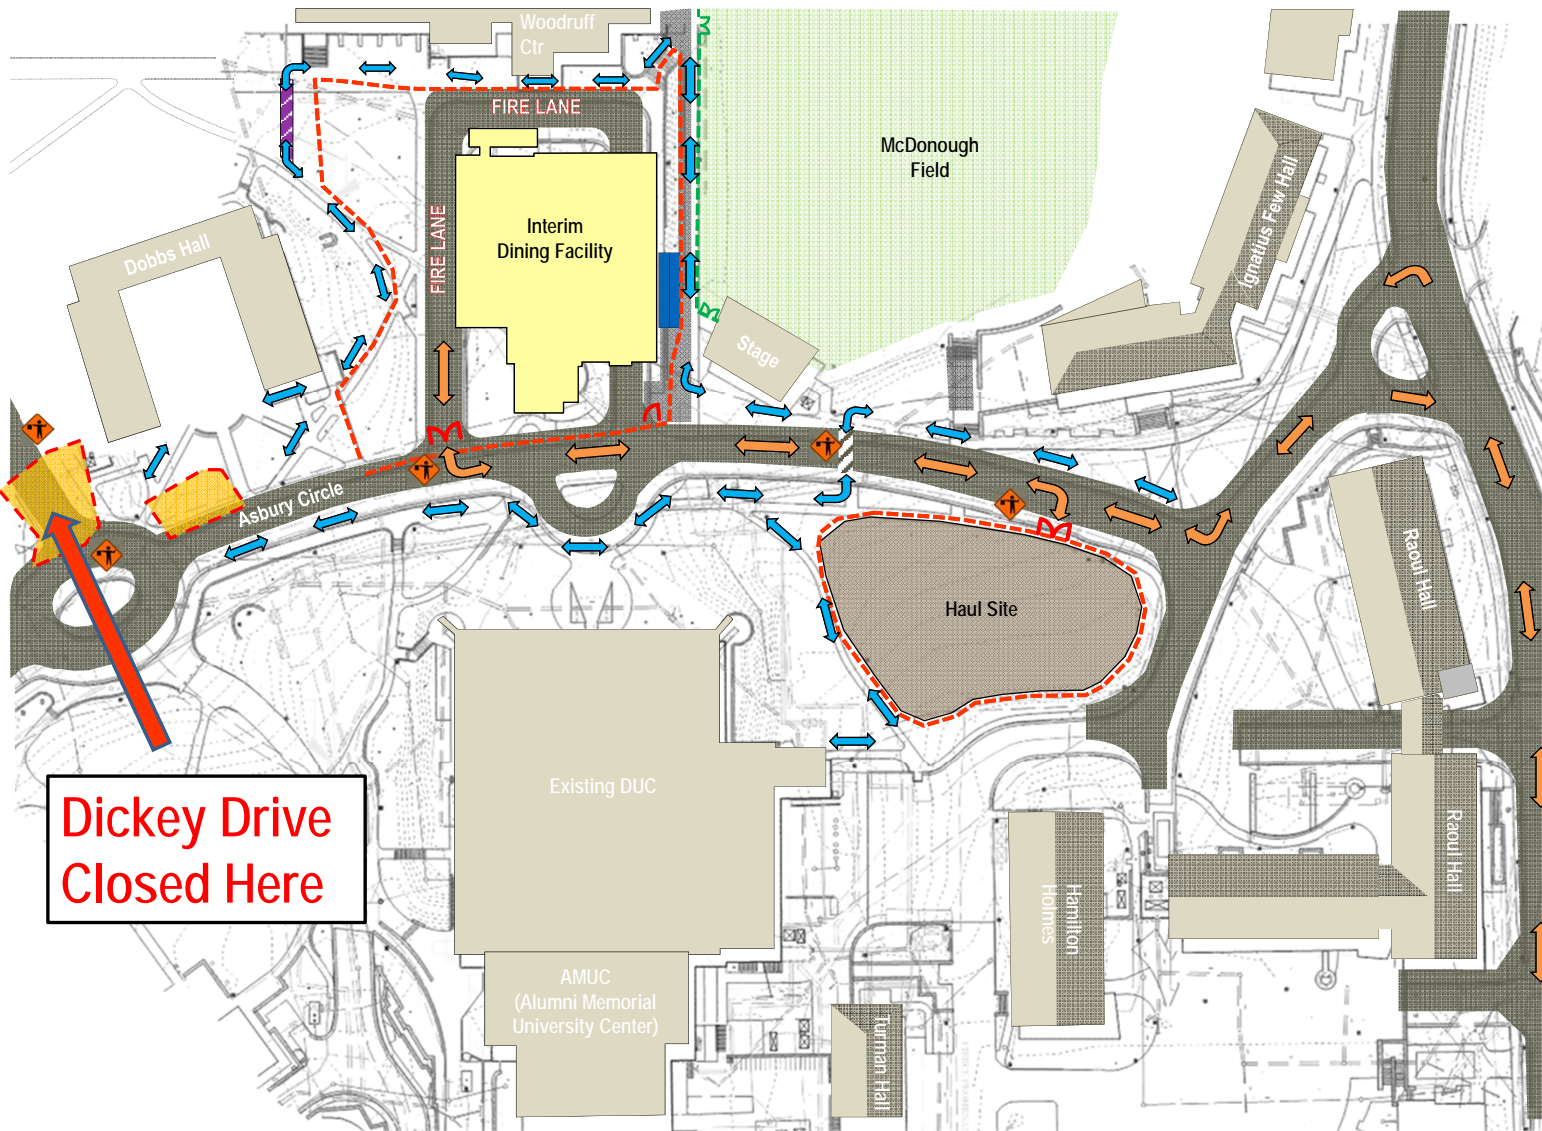 Woodruff
Ctr
FIRE LANE
McDonough
Field
Ignatius Few Hall
Interim
Dining Facility
FIRE LANE
Dobbs Hall
Stage
Asbury Circle
Raoul Hall
Haul Site
Existing DUC
Dickey Drive
Closed Here
Raoul Hall
Hamilton
Holmes
AMUC
(Alumni Memorial
University Center)
Turman Hall